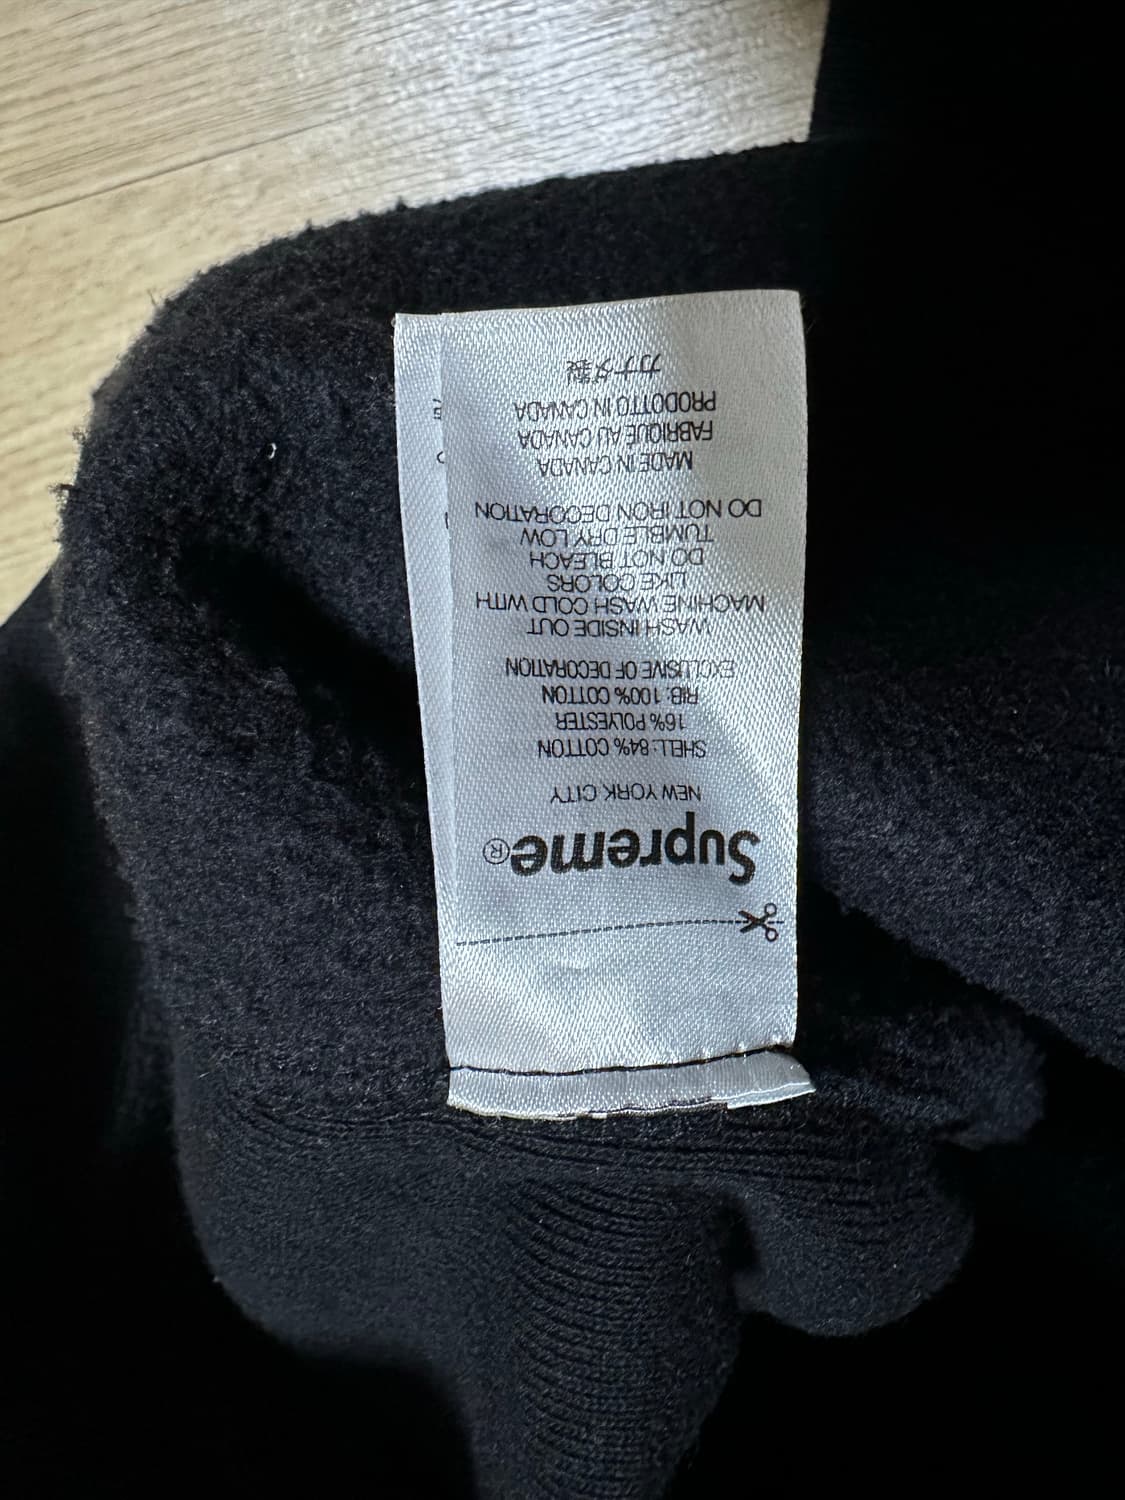 Supreme®
NEW YORK CITY
SHELL: 84% COTTON
16% POLYESTER
RIB: 100% COTTON
EXCLUSIVE OF DECORATION
WASH INSIDE OUT
MACHINE WASH COLD WITH
LIKE COLORS
DO NOT BLEACH
TUMBLE DRY LOW
DO NOT IRON DECORATION
MADE IN CANADA
FABRIQUÉ AU CANADA
PRODOTTO IN CANADA
カナダ製